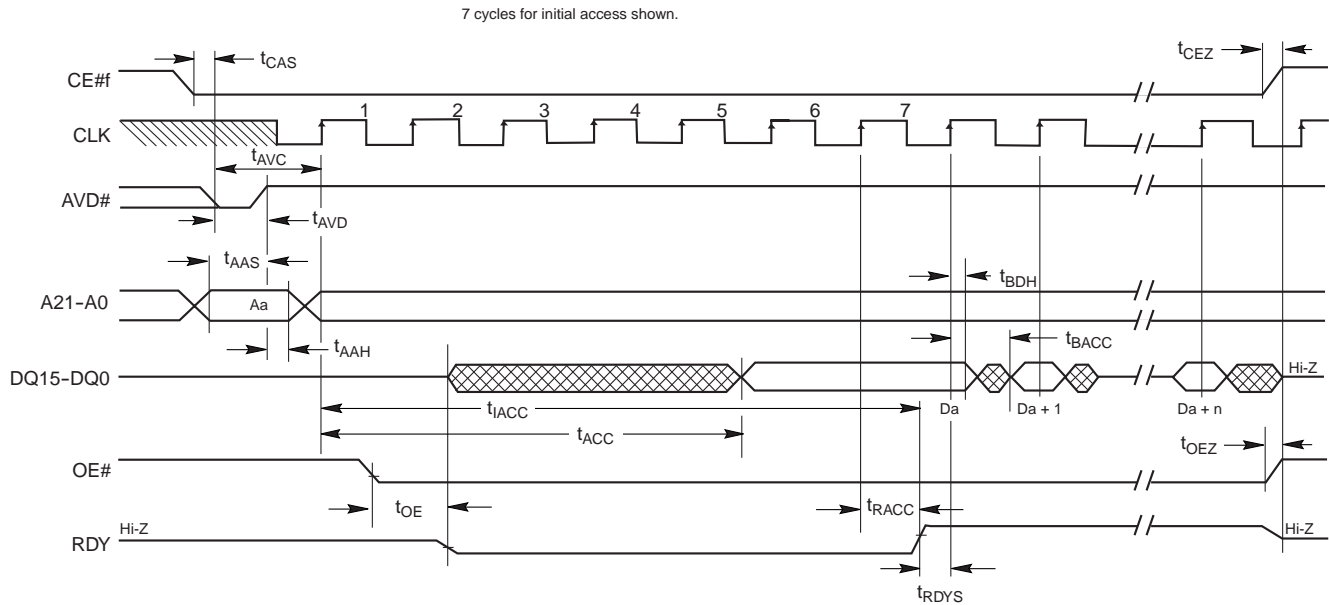 7 cycles for initial access shown.
tCAS
tCEZ
CE#f
1 2 3 4 5 6 7
CLK
tAVC
AVD#
tAVD
tAAS
tBDH
A21-A0
Aa
tBACC
tAAH
DQ15-DQ0
Hi-Z
tIACC
Da
Da + 1
Da + n
tACC
tOEZ
OE#
tOE
tRACC
Hi-Z
Hi-Z
RDY
tRDYS